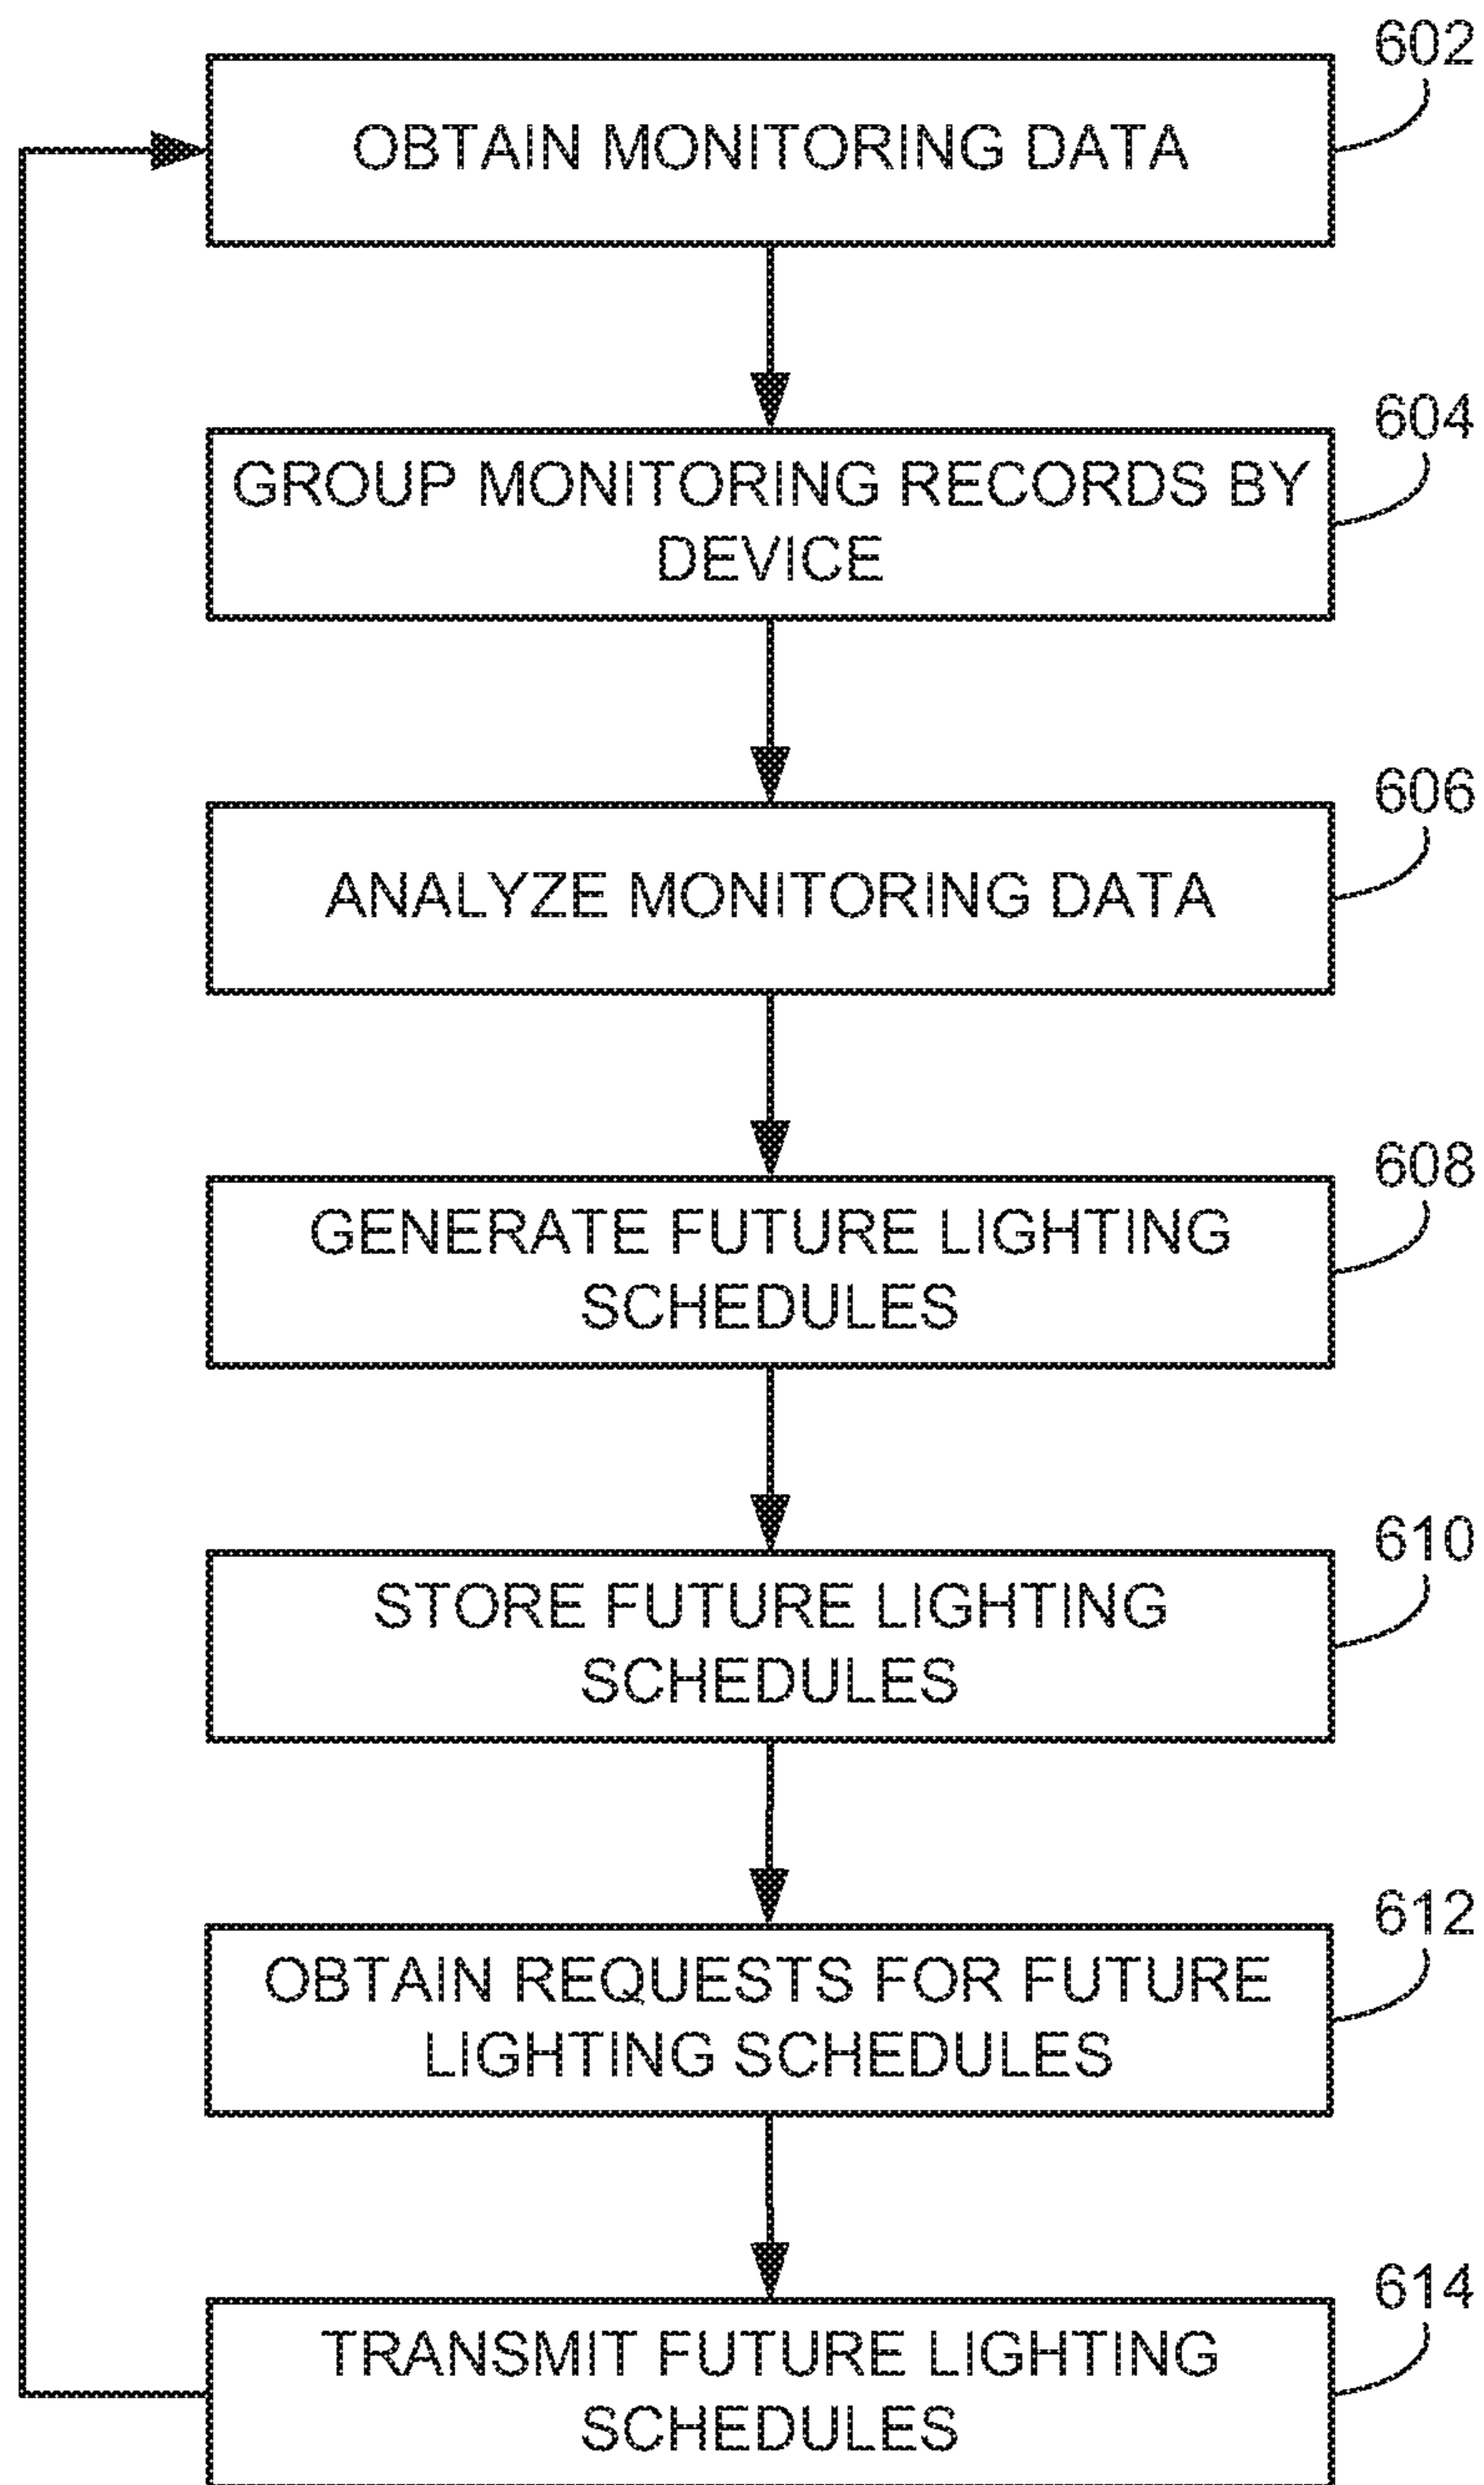 602
OBTAIN MONITORING DATA
604
GROUP MONITORING RECORDS BY
DEVICE
606
ANALYZE MONITORING DATA
608
GENERATE FUTURE LIGHTING
SCHEDULES
610
STORE FUTURE LIGHTING
SCHEDULES
612
OBTAIN REQUESTS FOR FUTURE
LIGHTING SCHEDULES
614
TRANSMIT FUTURE LIGHTING
SCHEDULES